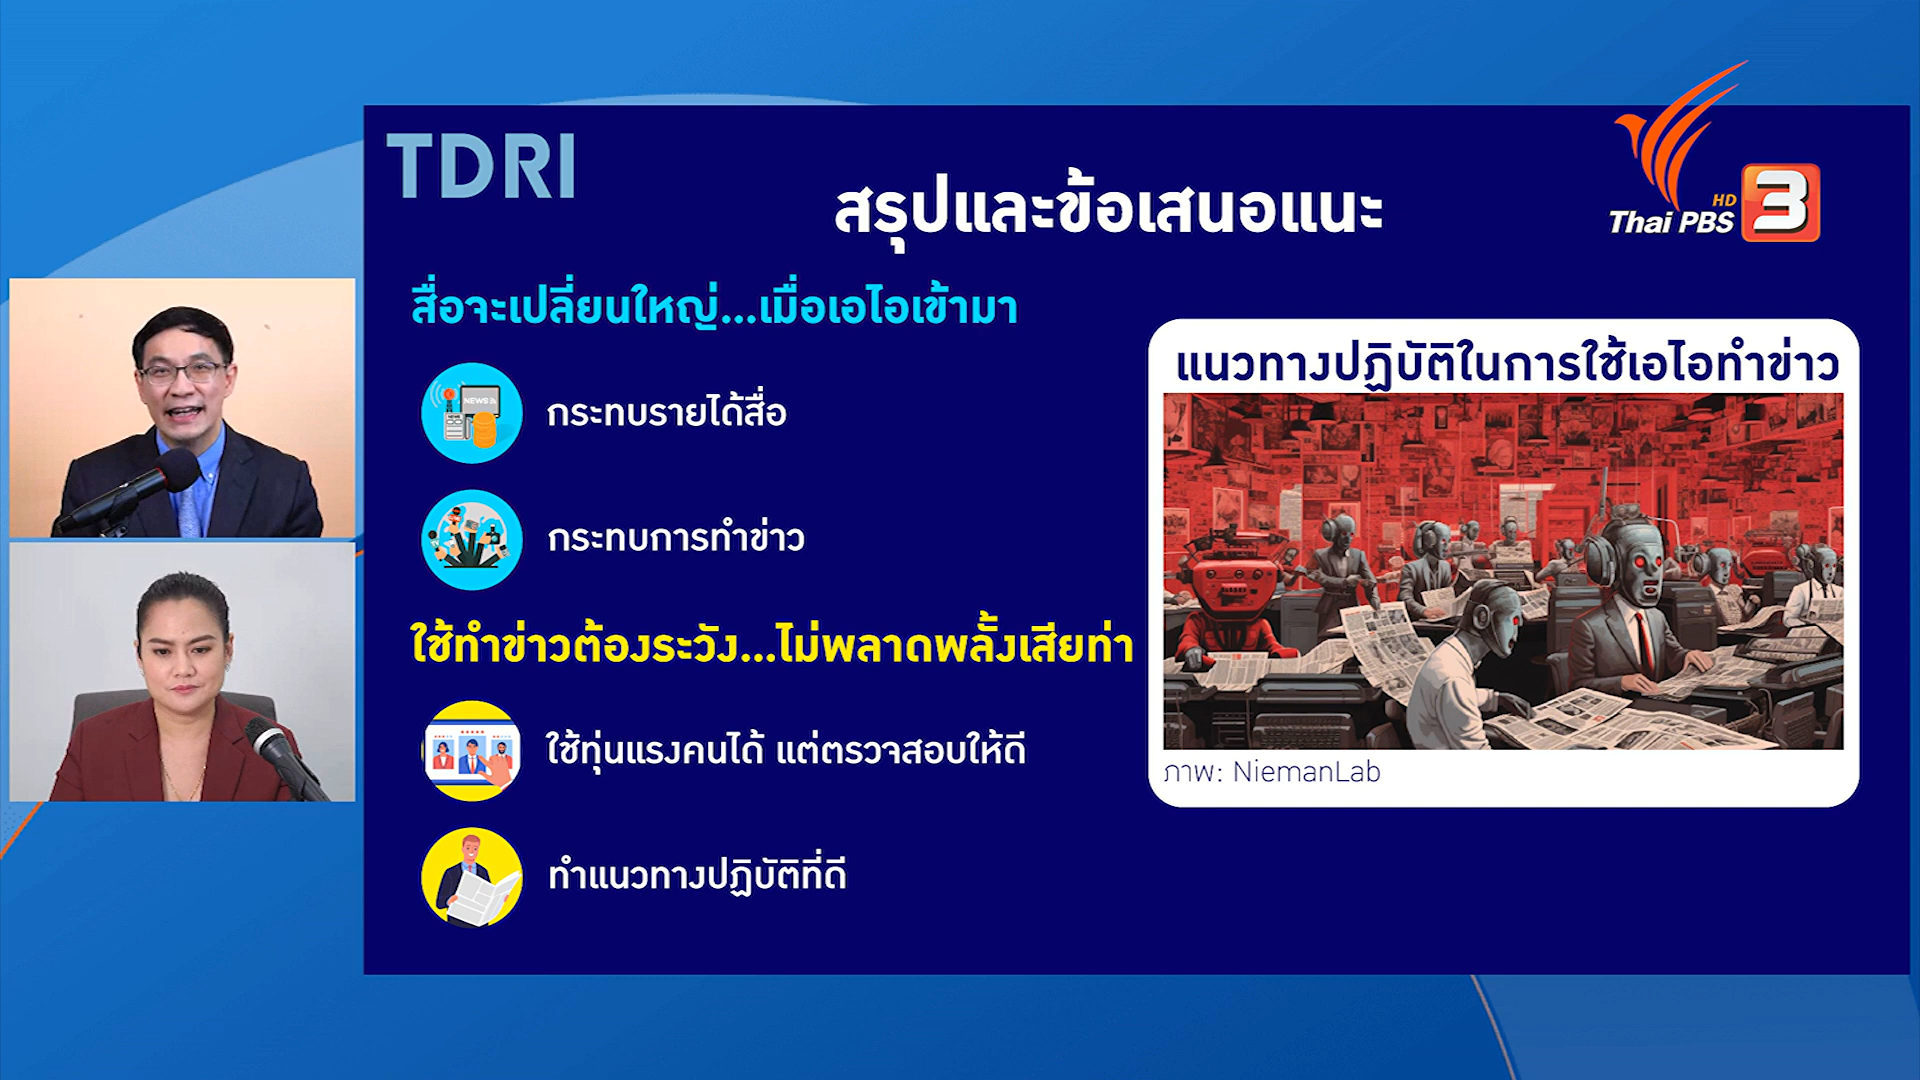 TDRI
สรุปและข้อเสนอแนะ
HD
Thai PBS 3
สื่อจะเปลี่ยนใหญ่...เมื่อเอไอเข้ามา
NEWS
NEWS
กระทบรายได้สื่อ
กระทบการทำข่าว
ใช้ทำข่าวต้องระวัง...ไม่พลาดพลั้งเสียท่า
ใช้ทุ่นแรงคนได้ แต่ตรวจสอบให้ดี
ทำแนวทางปฏิบัติที่ดี
แนวทางปฏิบัติในการใช้เอไอทำข่าว
ภาพ: NiemanLab